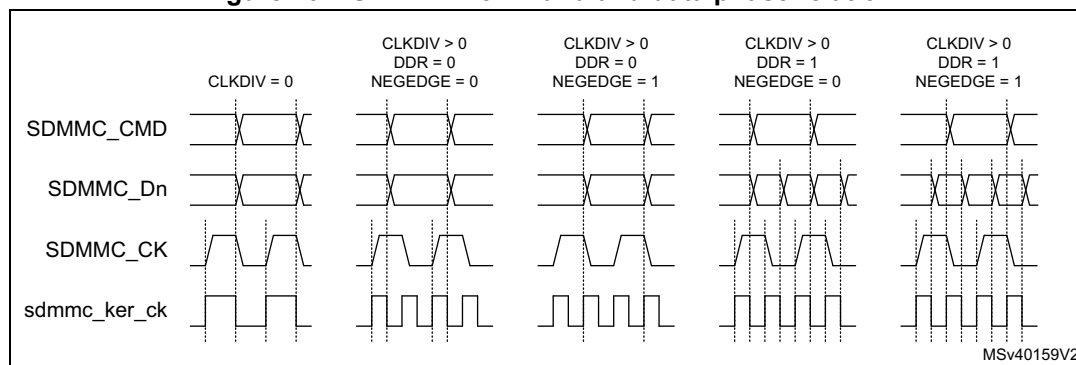 CLKDIV = 0
CLKDIV > 0
DDR = 0
NEGEDGE = 0
CLKDIV > 0
DDR = 0
NEGEDGE = 1
CLKDIV > 0
DDR = 1
NEGEDGE = 0
CLKDIV > 0
DDR = 1
NEGEDGE = 1
SDMMC_CMD
SDMMC_Dn
SDMMC_CK
sdmmc_ker_ck
MSv40159V2